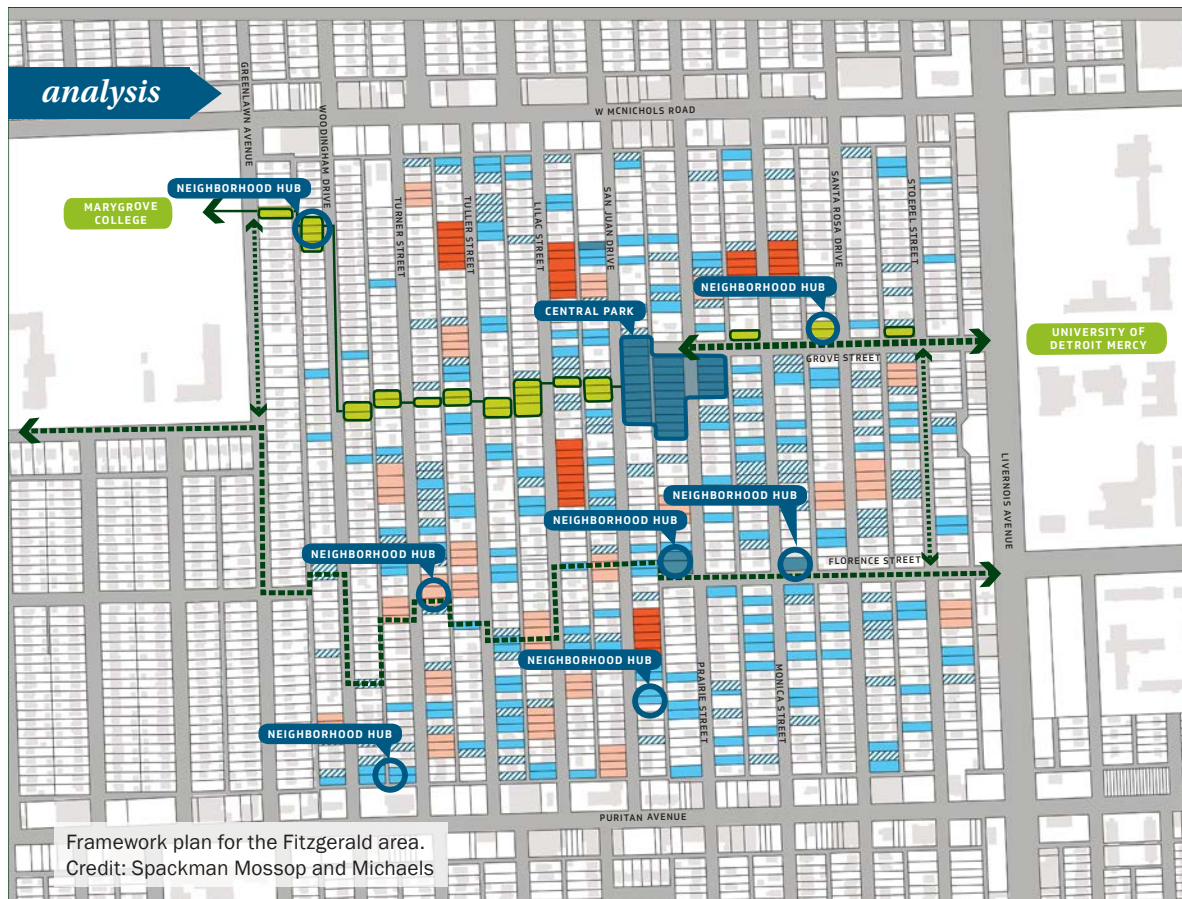 analysis
GREENLAWN AVENUE
WOODINGHAM DRIVE
W MCNICHOLS ROAD
NEIGHBORHOOD HUB
MARYGROVE
COLLEGE
TURNER STREET
TULLER STREET
LILAC STREET
SAN JUAN DRIVE
SANTA ROSA DRIVE
STOEPEL STREET
NEIGHBORHOOD HUB
CENTRAL PARK
UNIVERSITY OF
DETROIT MERCY
GROVE STREET
LIVERNOIS AVENUE
NEIGHBORHOOD HUB
NEIGHBORHOOD HUB
NEIGHBORHOOD HUB
FLORENCE STREET
NEIGHBORHOOD HUB
PRAIRIE STREET
MONICA STREET
NEIGHBORHOOD HUB
PURITAN AVENUE
Framework plan for the Fitzgerald area.
Credit: Spackman Mossop and Michaels